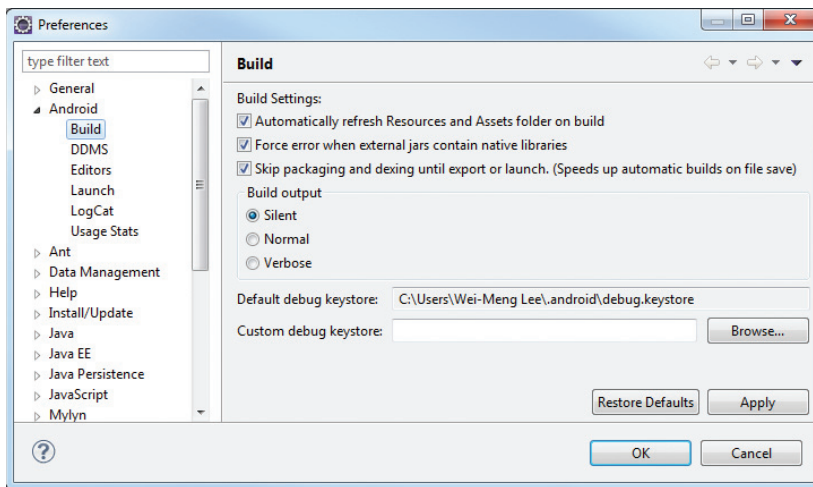 Preferences
type filter text
General
Android
Build
DDMS
Editors
Launch
LogCat
Usage Stats
Ant
Data Management
Help
Install/Update
Java
Java EE
Java Persistence
JavaScript
Mylyn
Build
Build Settings:
Automatically refresh Resources and Assets folder on build
Force error when external jars contain native libraries
Skip packaging and dexing until export or launch. (Speeds up automatic builds on file save)
Build output
Silent
Normal
Verbose
Default debug keystore: C:\Users\Wei-Meng Lee\.android\debug.keystore
Custom debug keystore: Browse...
Restore Defaults Apply
OK Cancel